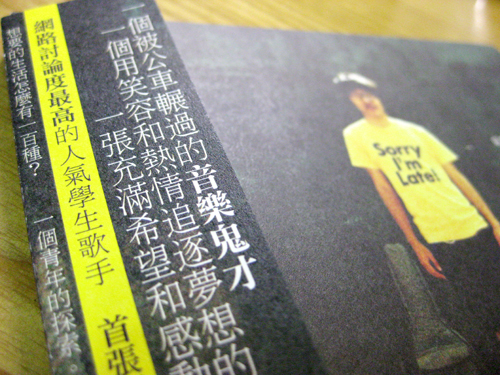 一個被公車輾過的音樂鬼才
一個用笑容和熱情追逐夢想的
一張充滿希望和感動
網路討論度最高的人氣學生歌手 首張
想要的生活怎麼有一百種？ 一個青年的探索。
Sorry
I'm
Late!